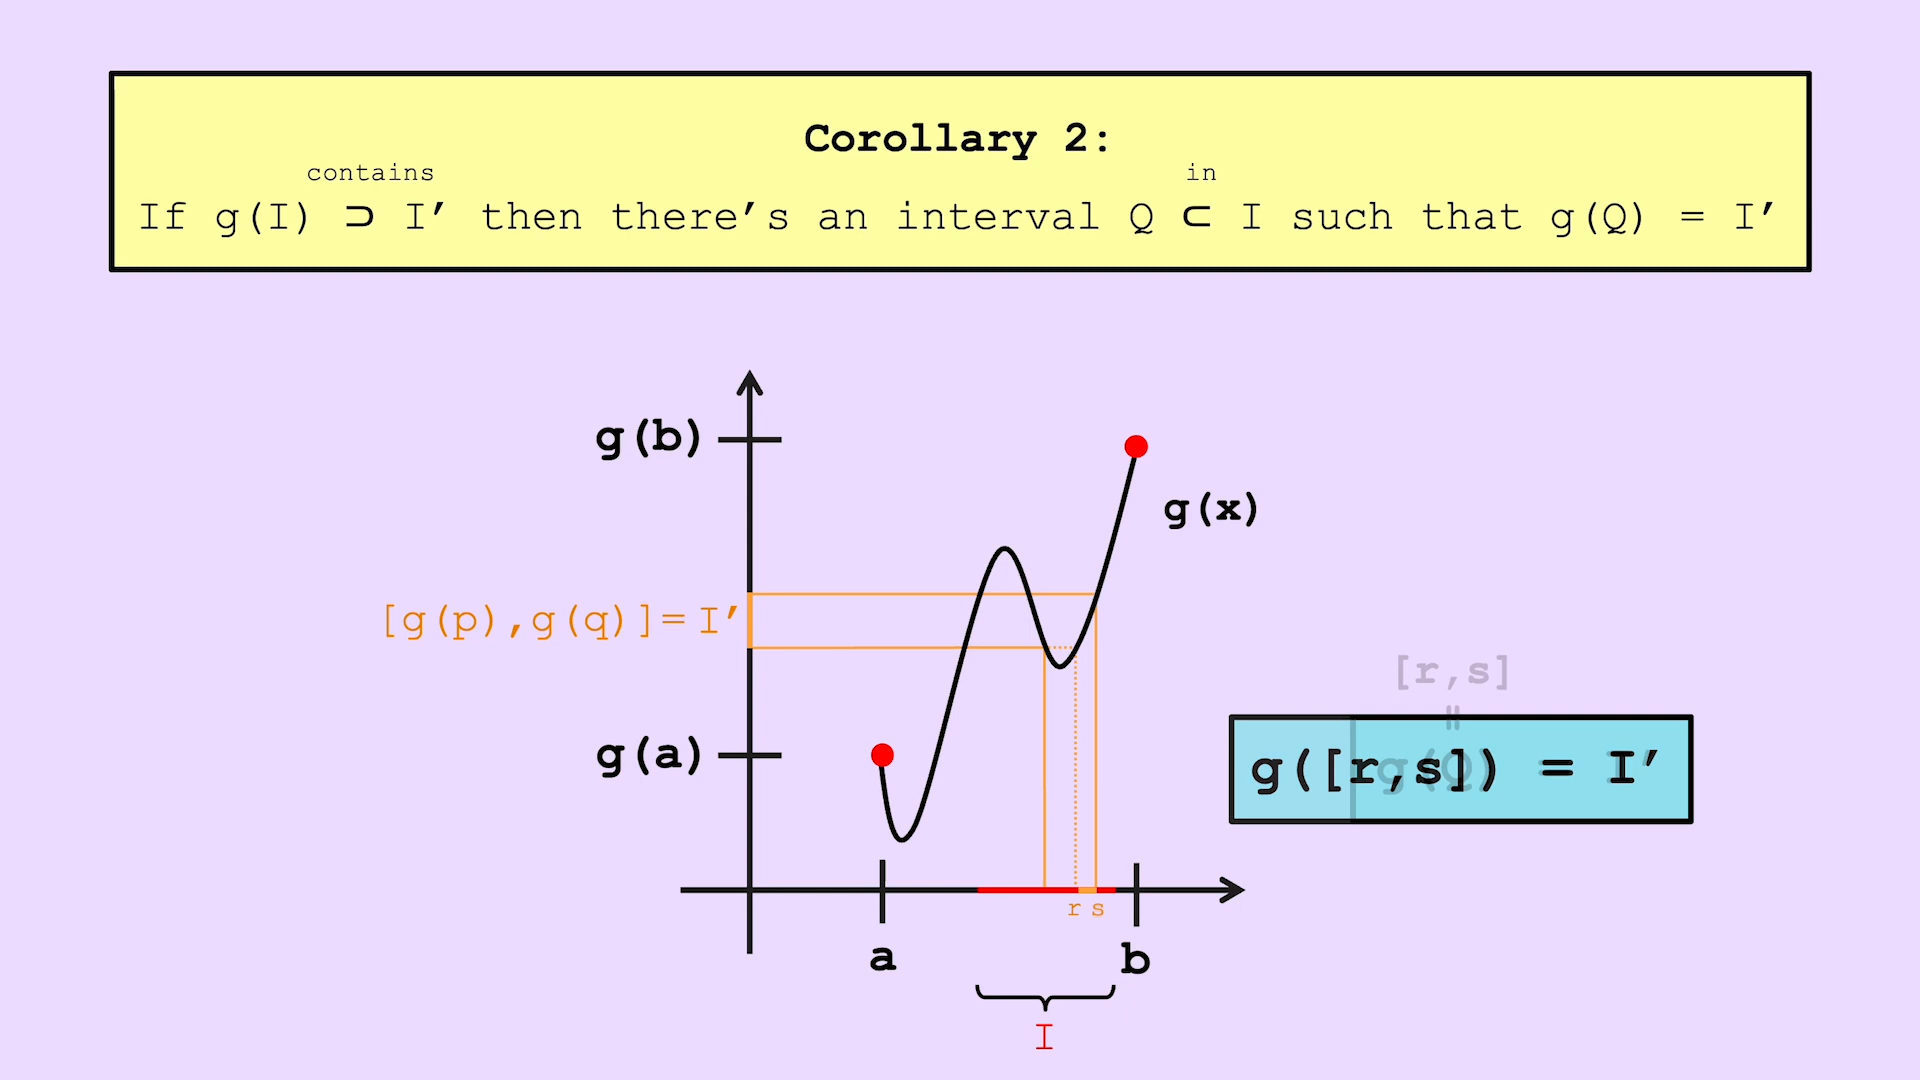 Corollary 2:
contains in
If g(I) ⊃ I′ then there’s an interval Q ⊂ I such that g(Q) = I′
g(b)
g(x)
[g(p),g(q)]= I′
[r,s]
=
g(a)
g([r,s]) = I′
g(Q)
r s
a b
I